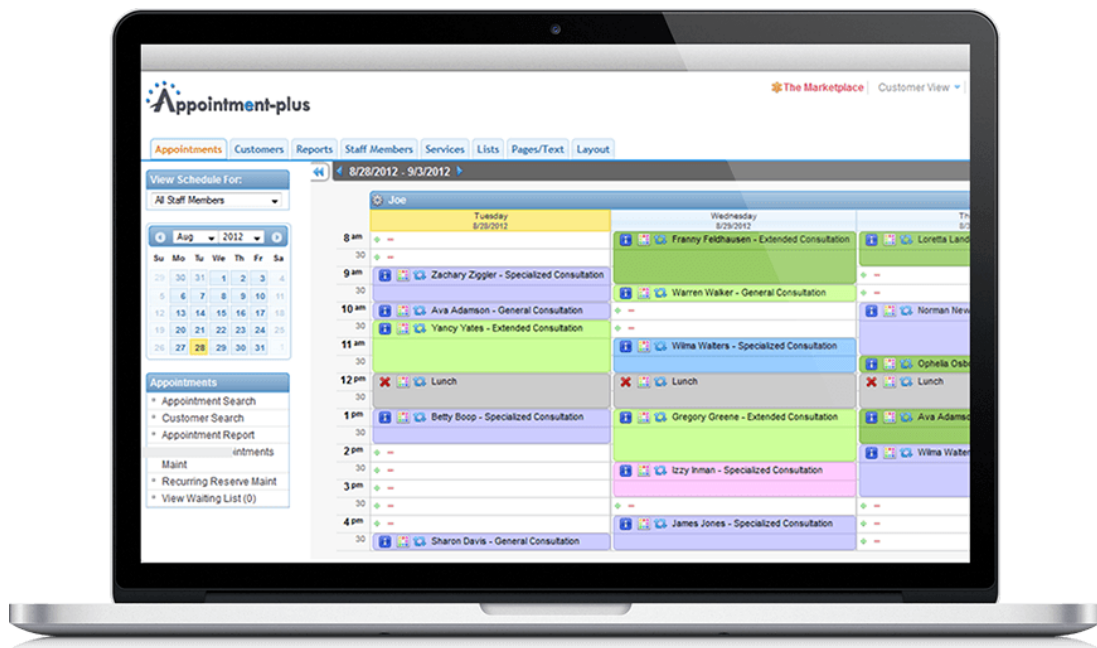 Appointment-plus
The Marketplace Customer View
Appointments Customers Reports Staff Members Services Lists Pages/Text Layout
View Schedule For:
All Staff Members
Aug 2012
Su Mo Tu We Th Fr Sa
29 30 31 1 2 3 4
5 6 7 8 9 10 11
12 13 14 15 16 17 18
19 20 21 22 23 24 25
26 27 28 29 30 31 1
Appointments
Appointment Search
Customer Search
Appointment Report
intments
Maint
Recurring Reserve Maint
View Waiting List (0)
8/28/2012 - 9/3/2012
Joe
Tuesday Wednesday Th
8/28/2012 8/29/2012 8/3
8 am Franny Feldhausen - Extended Consultation Loretta Land
30
9 am Zachary Ziggler - Specialized Consultation
30 Warren Walker - General Consultation
10 am Ava Adamson - General Consultation Norman New
30 Yancy Yates - Extended Consultation
11 am Wilma Walters - Specialized Consultation
30 Ophelia Osb
12 pm Lunch Lunch Lunch
30
1 pm Betty Boop - Specialized Consultation Gregory Greene - Extended Consultation Ava Adams
30
2 pm Wilma Walter
30 Izzy Inman - Specialized Consultation
3 pm
30
4 pm James Jones - Specialized Consultation
30 Sharon Davis - General Consultation